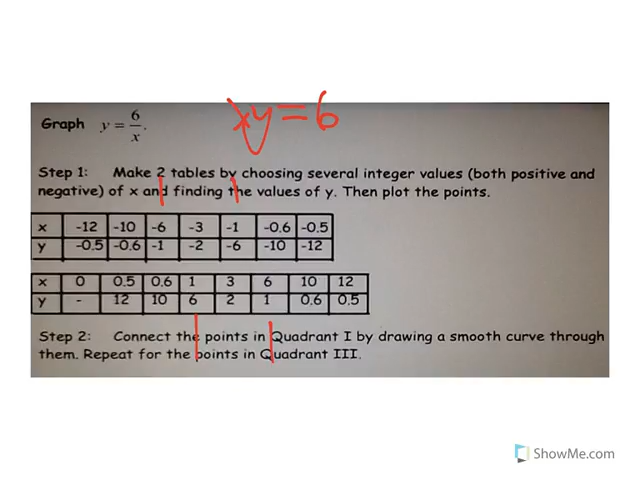 xy=6
Graph y = 6/x.
Step 1: Make 2 tables by choosing several integer values (both positive and
negative) of x and finding the values of y. Then plot the points.
x -12 -10 -6 -3 -1 -0.6 -0.5
y -0.5 -0.6 -1 -2 -6 -10 -12
x 0 0.5 0.6 1 3 6 10 12
y - 12 10 6 2 1 0.6 0.5
Step 2: Connect the points in Quadrant I by drawing a smooth curve through
them. Repeat for the points in Quadrant III.
ShowMe.com